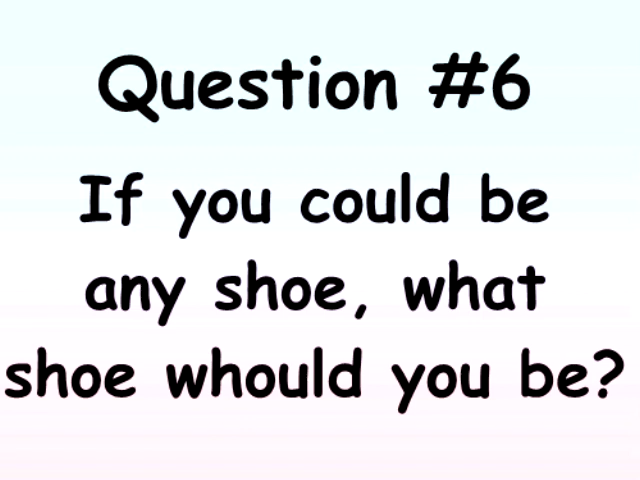 Question #6
If you could be
any shoe, what
shoe whould you be?